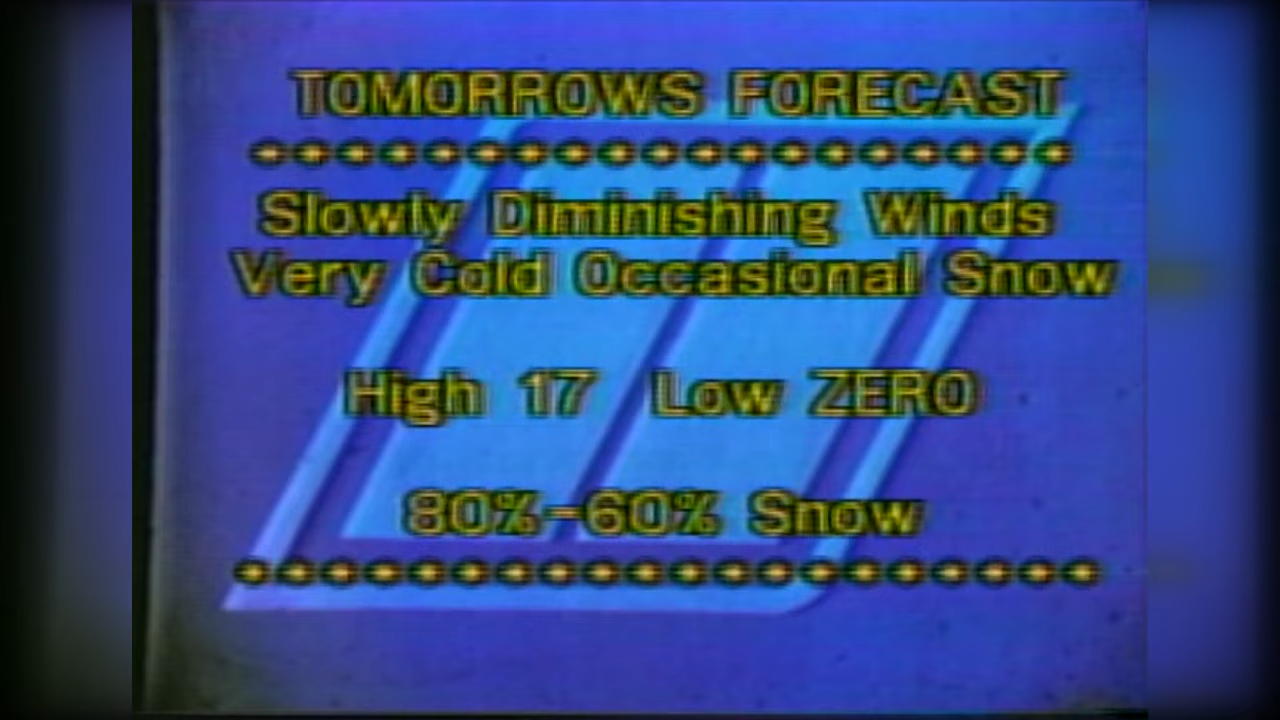 TOMORROWS FORECAST
Slowly Diminishing Winds
Very Cold Occasional Snow
High 17 Low ZERO
80%-60% Snow